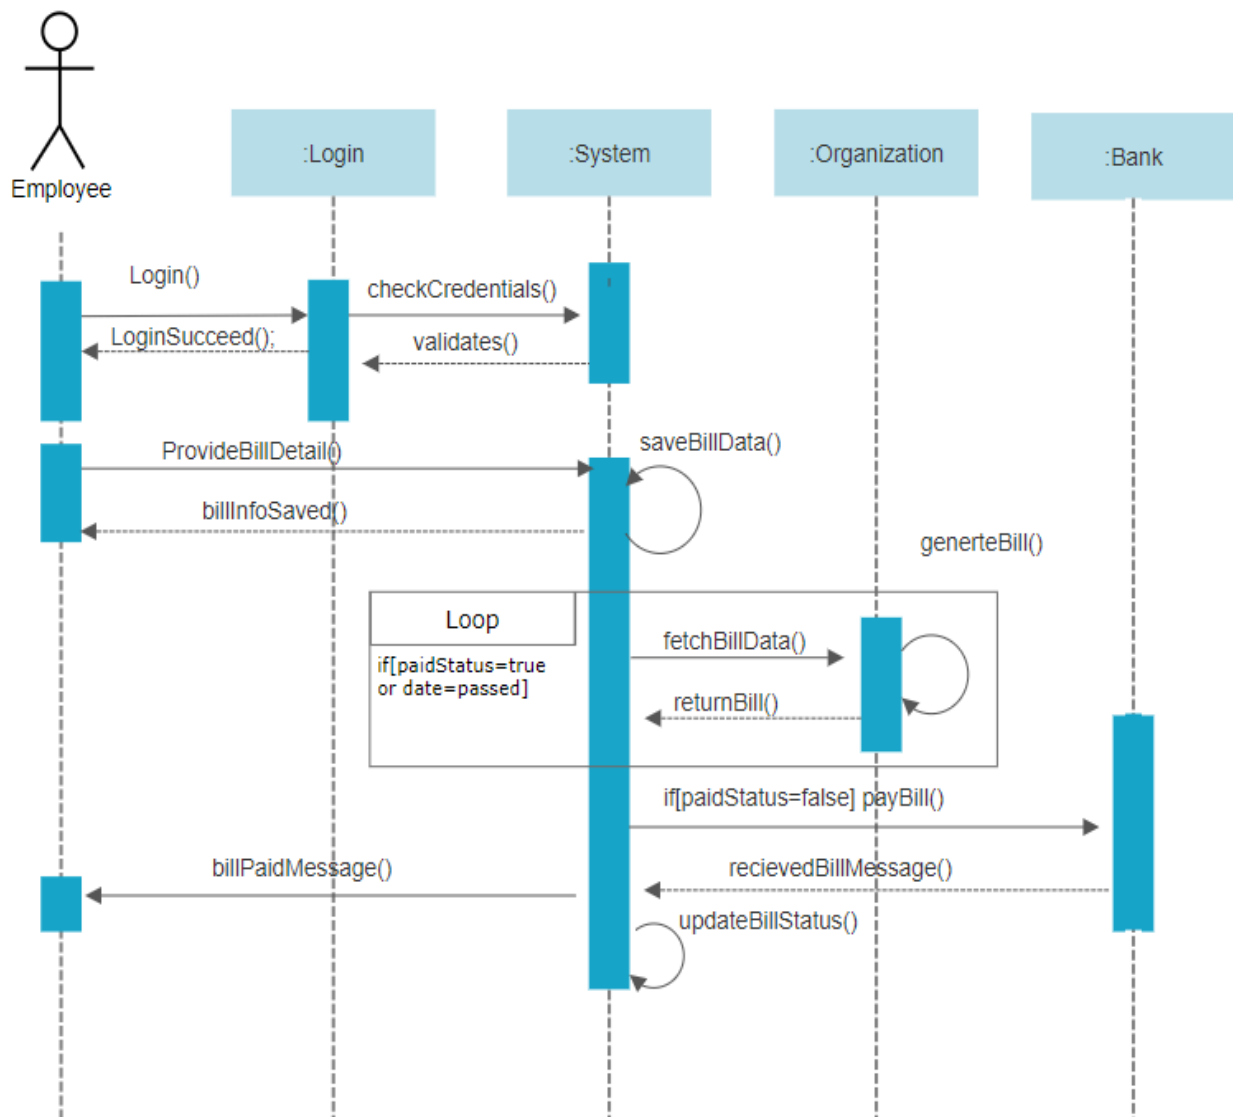 Employee
:Login
:System
:Organization
:Bank
Login()
checkCredentials()
LoginSucceed();
validates()
ProvideBillDetail()
saveBillData()
billInfoSaved()
generteBill()
Loop
if[paidStatus=true
or date=passed]
fetchBillData()
returnBill()
if[paidStatus=false] payBill()
billPaidMessage()
recievedBillMessage()
updateBillStatus()